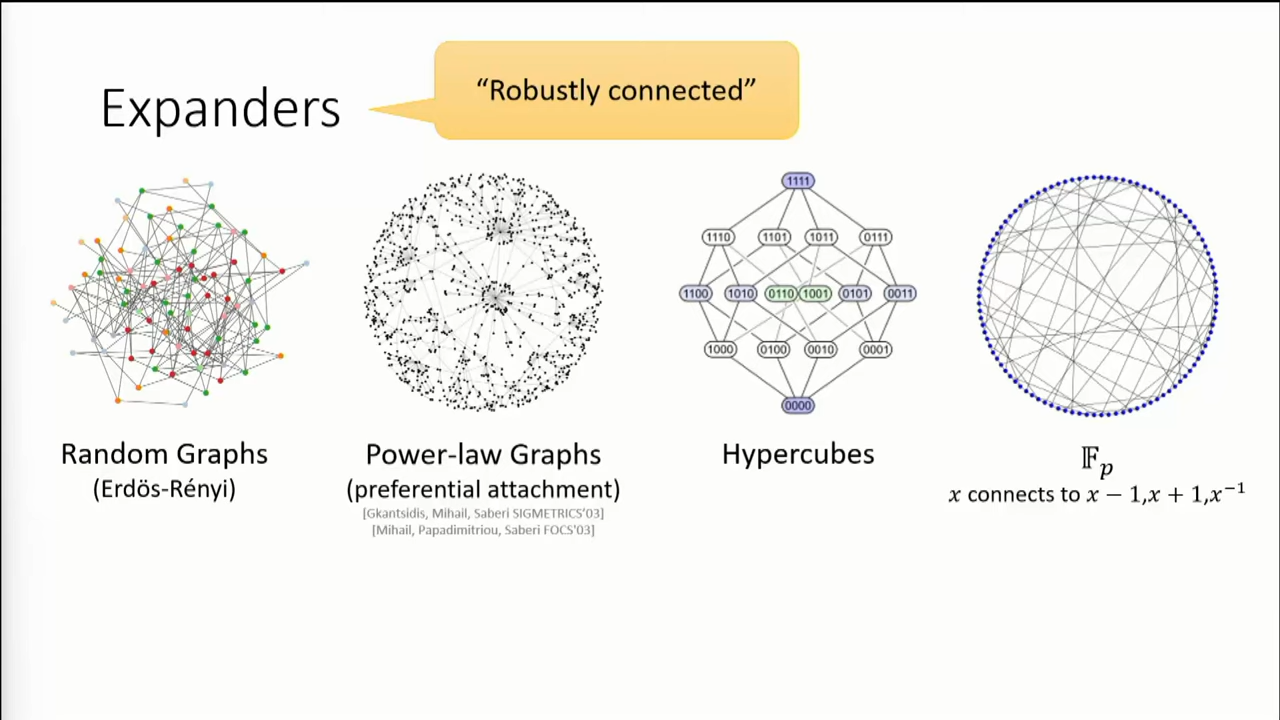 Expanders
“Robustly connected”
1111
1110 1101 1011 0111
1100 1010 0110 1001 0101 0011
1000 0100 0010 0001
0000
Random Graphs
(Erdös-Rényi)
Power-law Graphs
(preferential attachment)
[Gkantsidis, Mihail, Saberi SIGMETRICS’03]
[Mihail, Papadimitriou, Saberi FOCS’03]
Hypercubes
𝔽ₚ
x connects to x − 1,x + 1,x⁻¹